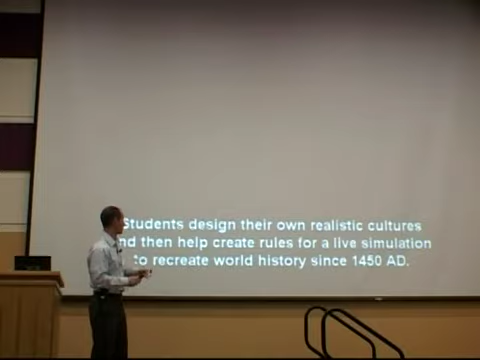 Students design their own realistic cultures
and then help create rules for a live simulation
to recreate world history since 1450 AD.